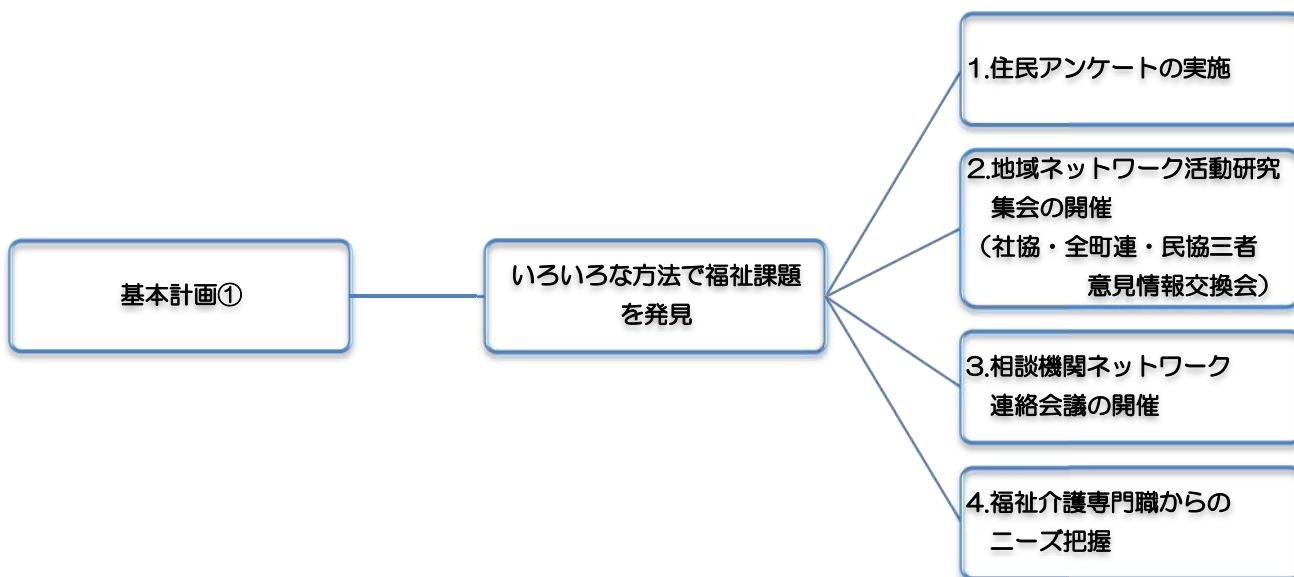 基本計画①
いろいろな方法で福祉課題
を発見
1.住民アンケートの実施
2.地域ネットワーク活動研究
集会の開催
（社協・全町連・民協三者
意見情報交換会）
3.相談機関ネットワーク
連絡会議の開催
4.福祉介護専門職からの
ニーズ把握